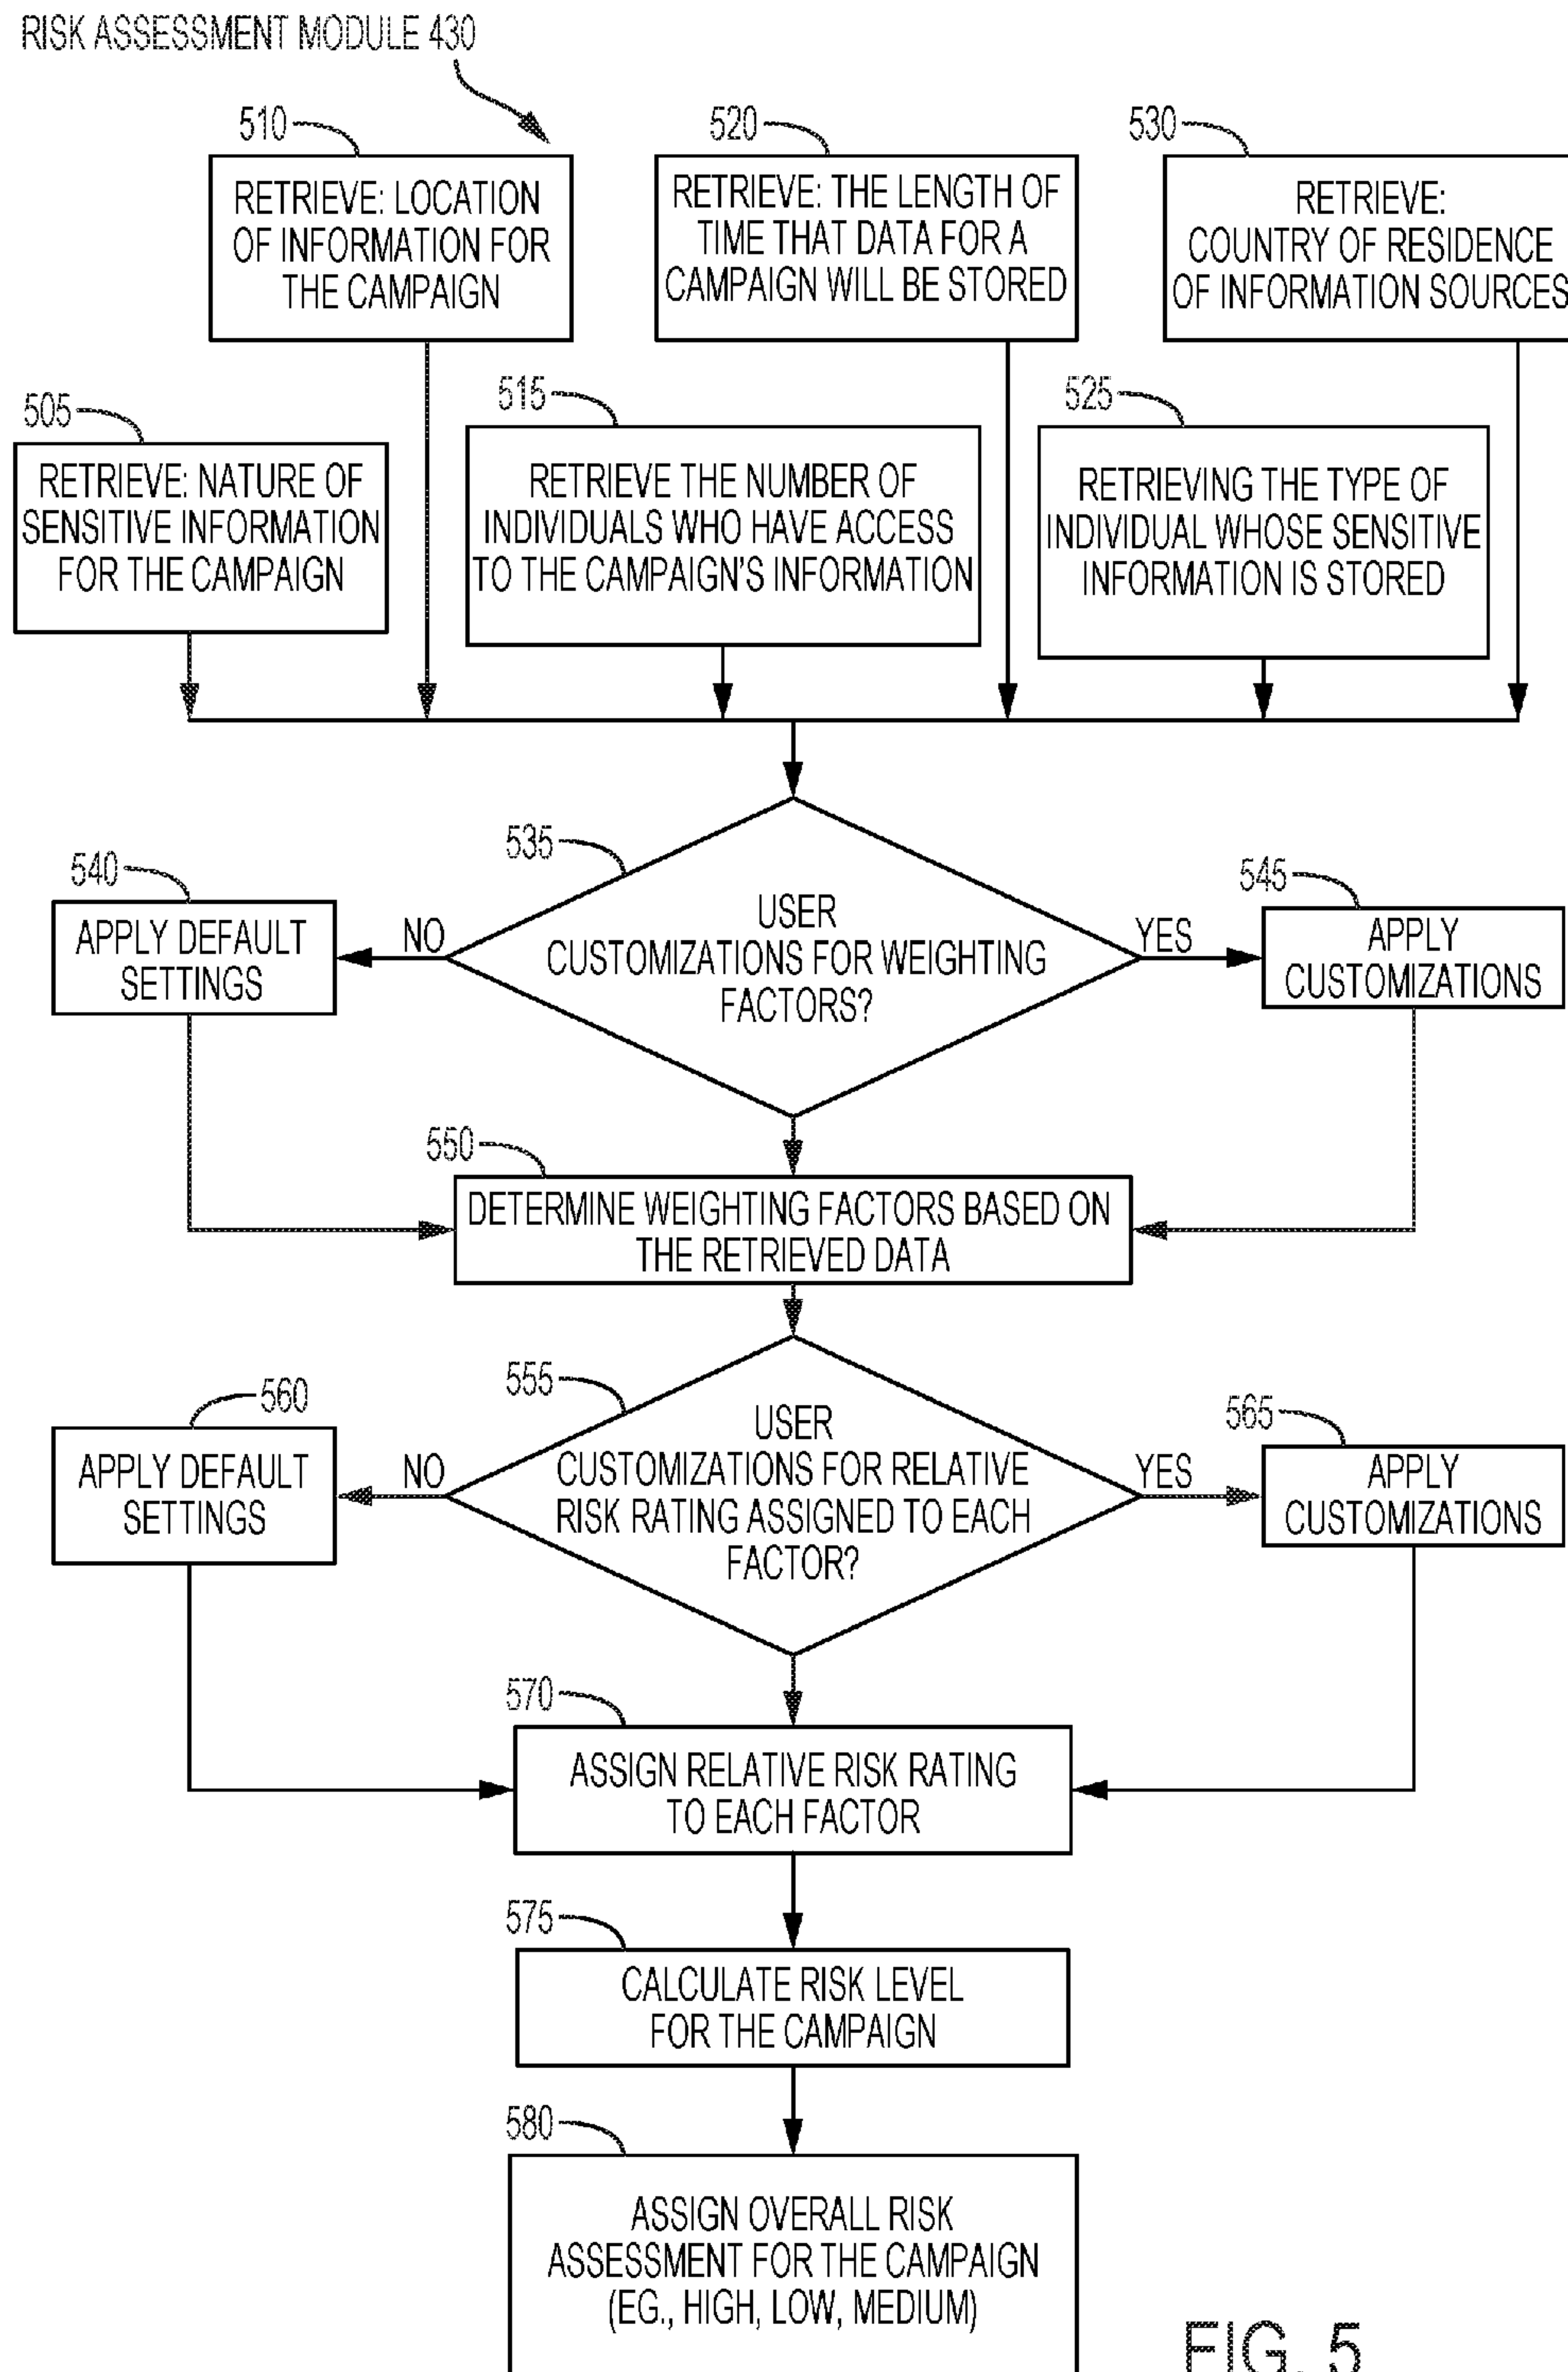 RISK ASSESSMENT MODULE 430
510
RETRIEVE: LOCATION
OF INFORMATION FOR
THE CAMPAIGN
520
RETRIEVE: THE LENGTH OF
TIME THAT DATA FOR A
CAMPAIGN WILL BE STORED
530
RETRIEVE:
COUNTRY OF RESIDENCE
OF INFORMATION SOURCES
505
RETRIEVE: NATURE OF
SENSITIVE INFORMATION
FOR THE CAMPAIGN
515
RETRIEVE THE NUMBER OF
INDIVIDUALS WHO HAVE ACCESS
TO THE CAMPAIGN'S INFORMATION
525
RETRIEVING THE TYPE OF
INDIVIDUAL WHOSE SENSITIVE
INFORMATION IS STORED
535
USER
CUSTOMIZATIONS FOR WEIGHTING
FACTORS?
NO
540
APPLY DEFAULT
SETTINGS
YES
545
APPLY
CUSTOMIZATIONS
550
DETERMINE WEIGHTING FACTORS BASED ON
THE RETRIEVED DATA
555
USER
CUSTOMIZATIONS FOR RELATIVE
RISK RATING ASSIGNED TO EACH
FACTOR?
NO
560
APPLY DEFAULT
SETTINGS
YES
565
APPLY
CUSTOMIZATIONS
570
ASSIGN RELATIVE RISK RATING
TO EACH FACTOR
575
CALCULATE RISK LEVEL
FOR THE CAMPAIGN
580
ASSIGN OVERALL RISK
ASSESSMENT FOR THE CAMPAIGN
(EG., HIGH, LOW, MEDIUM)
FIG. 5